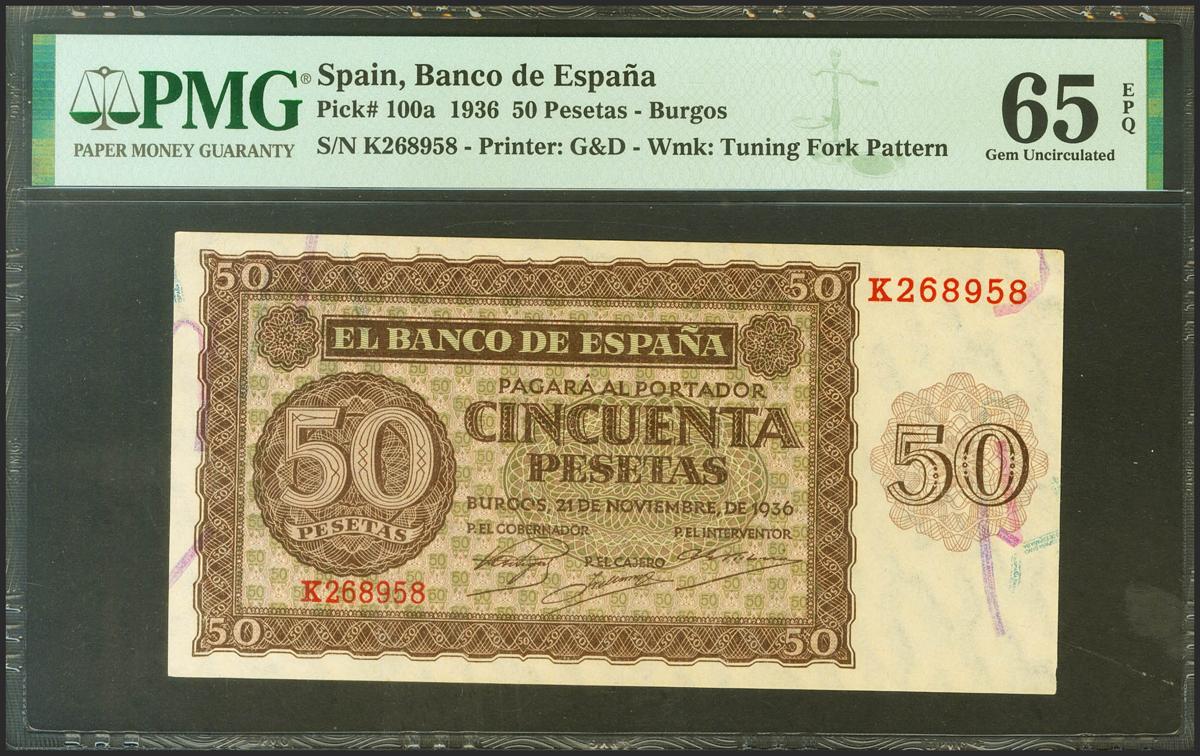 PMG®
PAPER MONEY GUARANTY
Spain, Banco de España
Pick# 100a 1936 50 Pesetas - Burgos
S/N K268958 - Printer: G&D - Wmk: Tuning Fork Pattern
65
EPQ
Gem Uncirculated
50
50
K268958
EL BANCO DE ESPAÑA
PAGARÁ AL PORTADOR
CINCUENTA
PESETAS
50
PESETAS
50
BURGOS, 21 DE NOVIEMBRE, DE 1936
P. EL GOBERNADOR
P. EL INTERVENTOR
P. EL CAJERO
K268958
50
50